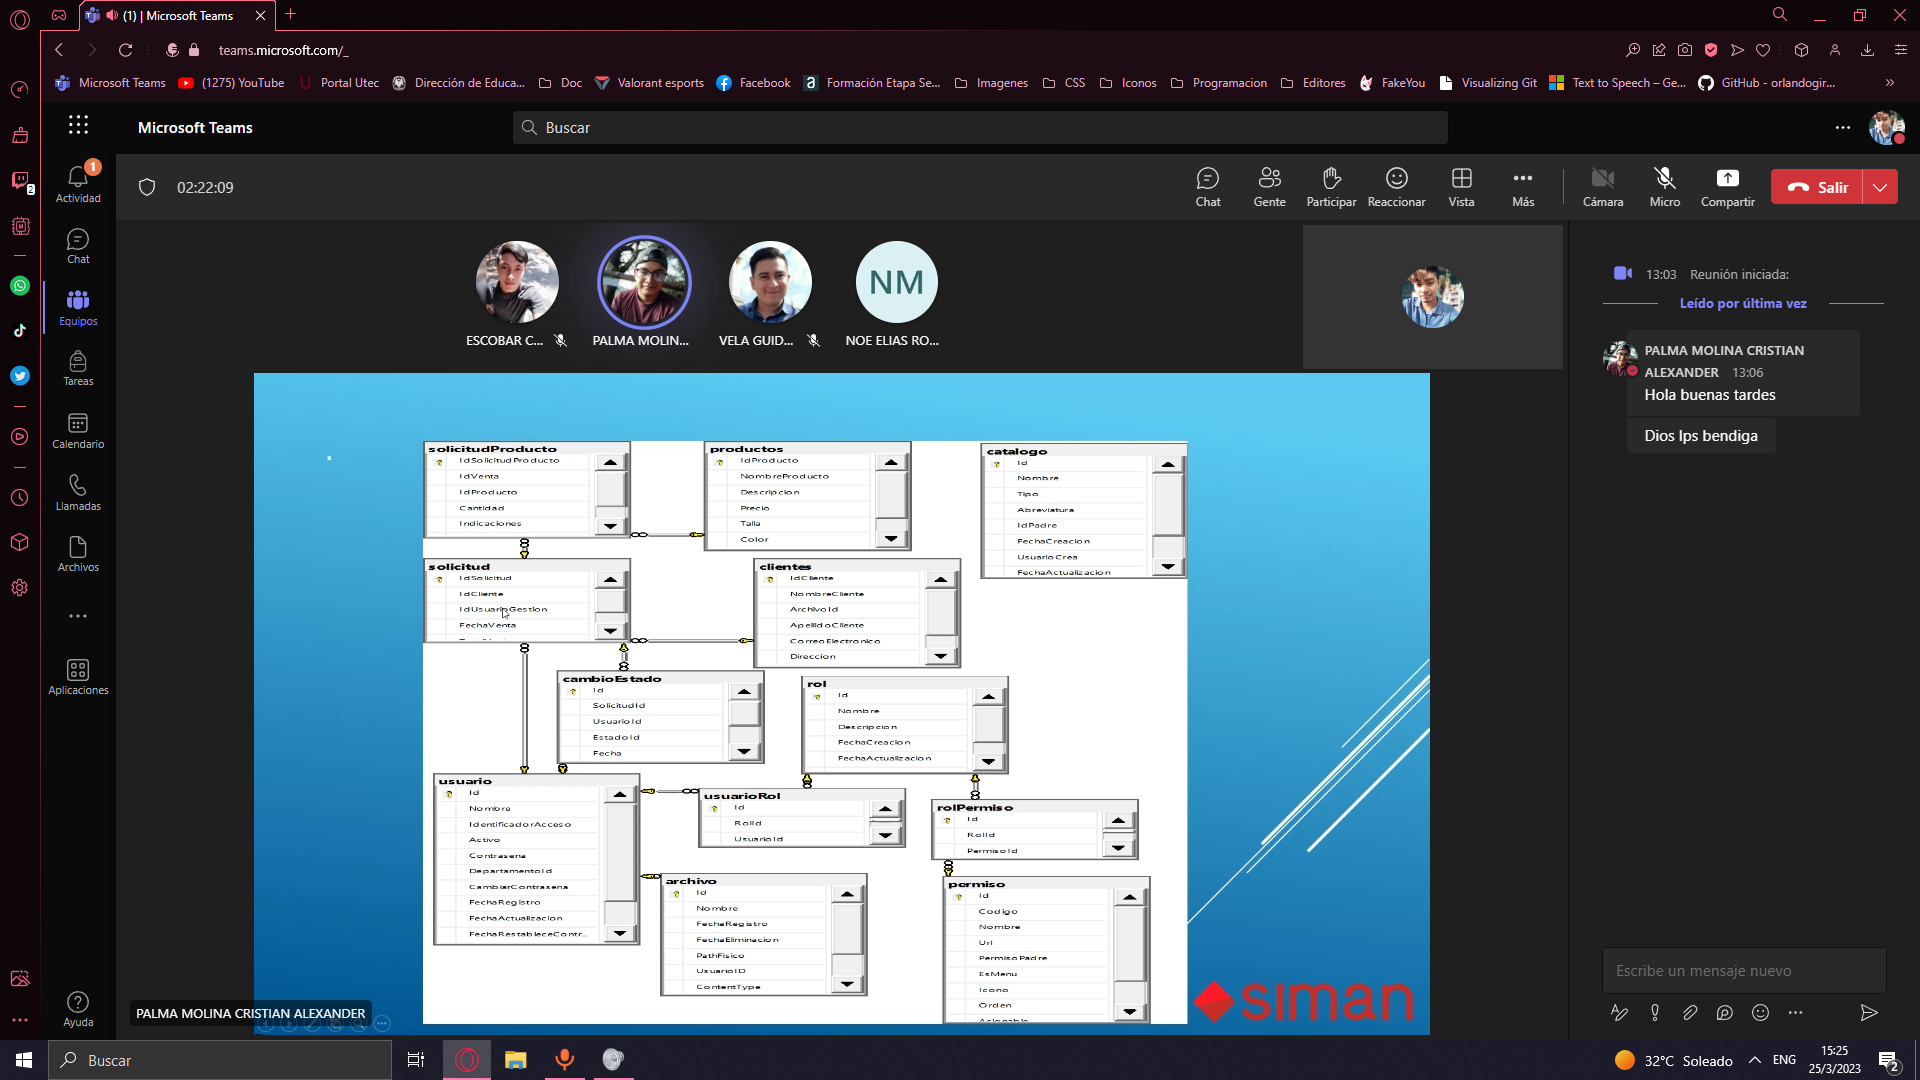 (1) | Microsoft Teams
teams.microsoft.com/_
Microsoft Teams
(1275) YouTube
Portal Utec
Dirección de Educa...
Doc
Valorant esports
Facebook
Formación Etapa Se...
Imagenes
CSS
Iconos
Programacion
Editores
FakeYou
Visualizing Git
Text to Speech – Ge...
GitHub - orlandogir...
Microsoft Teams
Buscar
02:22:09
Chat
Gente
Participar
Reaccionar
Vista
Más
Cámara
Micro
Compartir
Salir
1
Actividad
Chat
Equipos
Tareas
Calendario
Llamadas
Archivos
Aplicaciones
Ayuda
2
NM
ESCOBAR C...
PALMA MOLIN...
VELA GUID...
NOE ELIAS RO...
13:03 Reunión iniciada:
Leído por última vez
PALMA MOLINA CRISTIAN
ALEXANDER 13:06
Hola buenas tardes
Dios lps bendiga
Escribe un mensaje nuevo
solicitudProducto
IdSolicitudProducto
IdVenta
IdProducto
Cantidad
Indicaciones
productos
IdProducto
NombreProducto
Descripcion
Precio
Talla
Color
catalogo
Id
Nombre
Tipo
Abreviatura
IdPadre
FechaCreacion
UsuarioCrea
FechaActualizacion
solicitud
IdSolicitud
IdCliente
IdUsuarioGestion
FechaVenta
clientes
IdCliente
NombreCliente
ArchivoId
ApellidoCliente
CorreoElectronico
Direccion
cambioEstado
Id
SolicitudId
UsuarioId
EstadoId
Fecha
rol
Id
Nombre
Descripcion
FechaCreacion
FechaActualizacion
usuario
Id
Nombre
IdentificadorAcceso
Activo
Contrasena
DepartamentoId
CambiarContrasena
FechaRegistro
FechaActualizacion
FechaRestableceContr...
usuarioRol
Id
RolId
UsuarioId
rolPermiso
Id
RolId
PermisoId
archivo
Id
Nombre
FechaRegistro
FechaEliminacion
PathFisico
UsuarioID
ContentType
permiso
Id
Codigo
Nombre
Url
PermisoPadre
EsMenu
Icono
Orden
siman
PALMA MOLINA CRISTIAN ALEXANDER
Buscar
32°C Soleado
ENG
15:25
25/3/2023
2